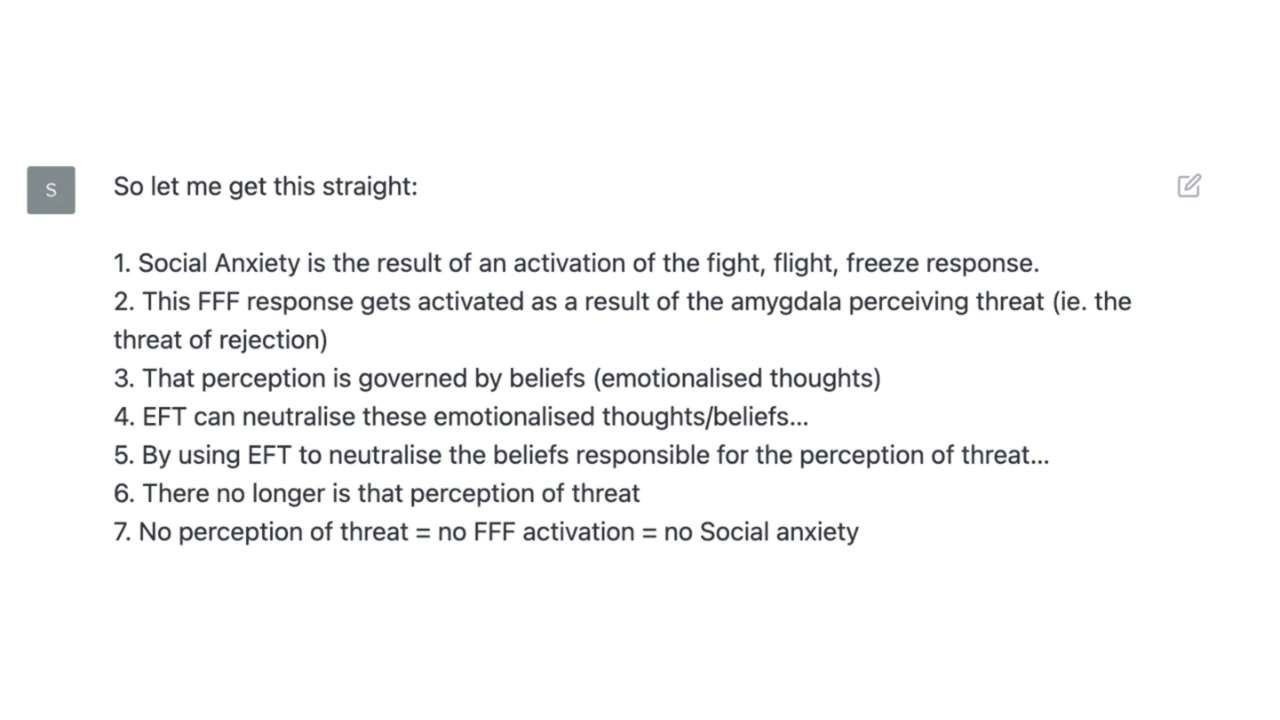 S
So let me get this straight:
1. Social Anxiety is the result of an activation of the fight, flight, freeze response.
2. This FFF response gets activated as a result of the amygdala perceiving threat (ie. the
threat of rejection)
3. That perception is governed by beliefs (emotionalised thoughts)
4. EFT can neutralise these emotionalised thoughts/beliefs...
5. By using EFT to neutralise the beliefs responsible for the perception of threat...
6. There no longer is that perception of threat
7. No perception of threat = no FFF activation = no Social anxiety